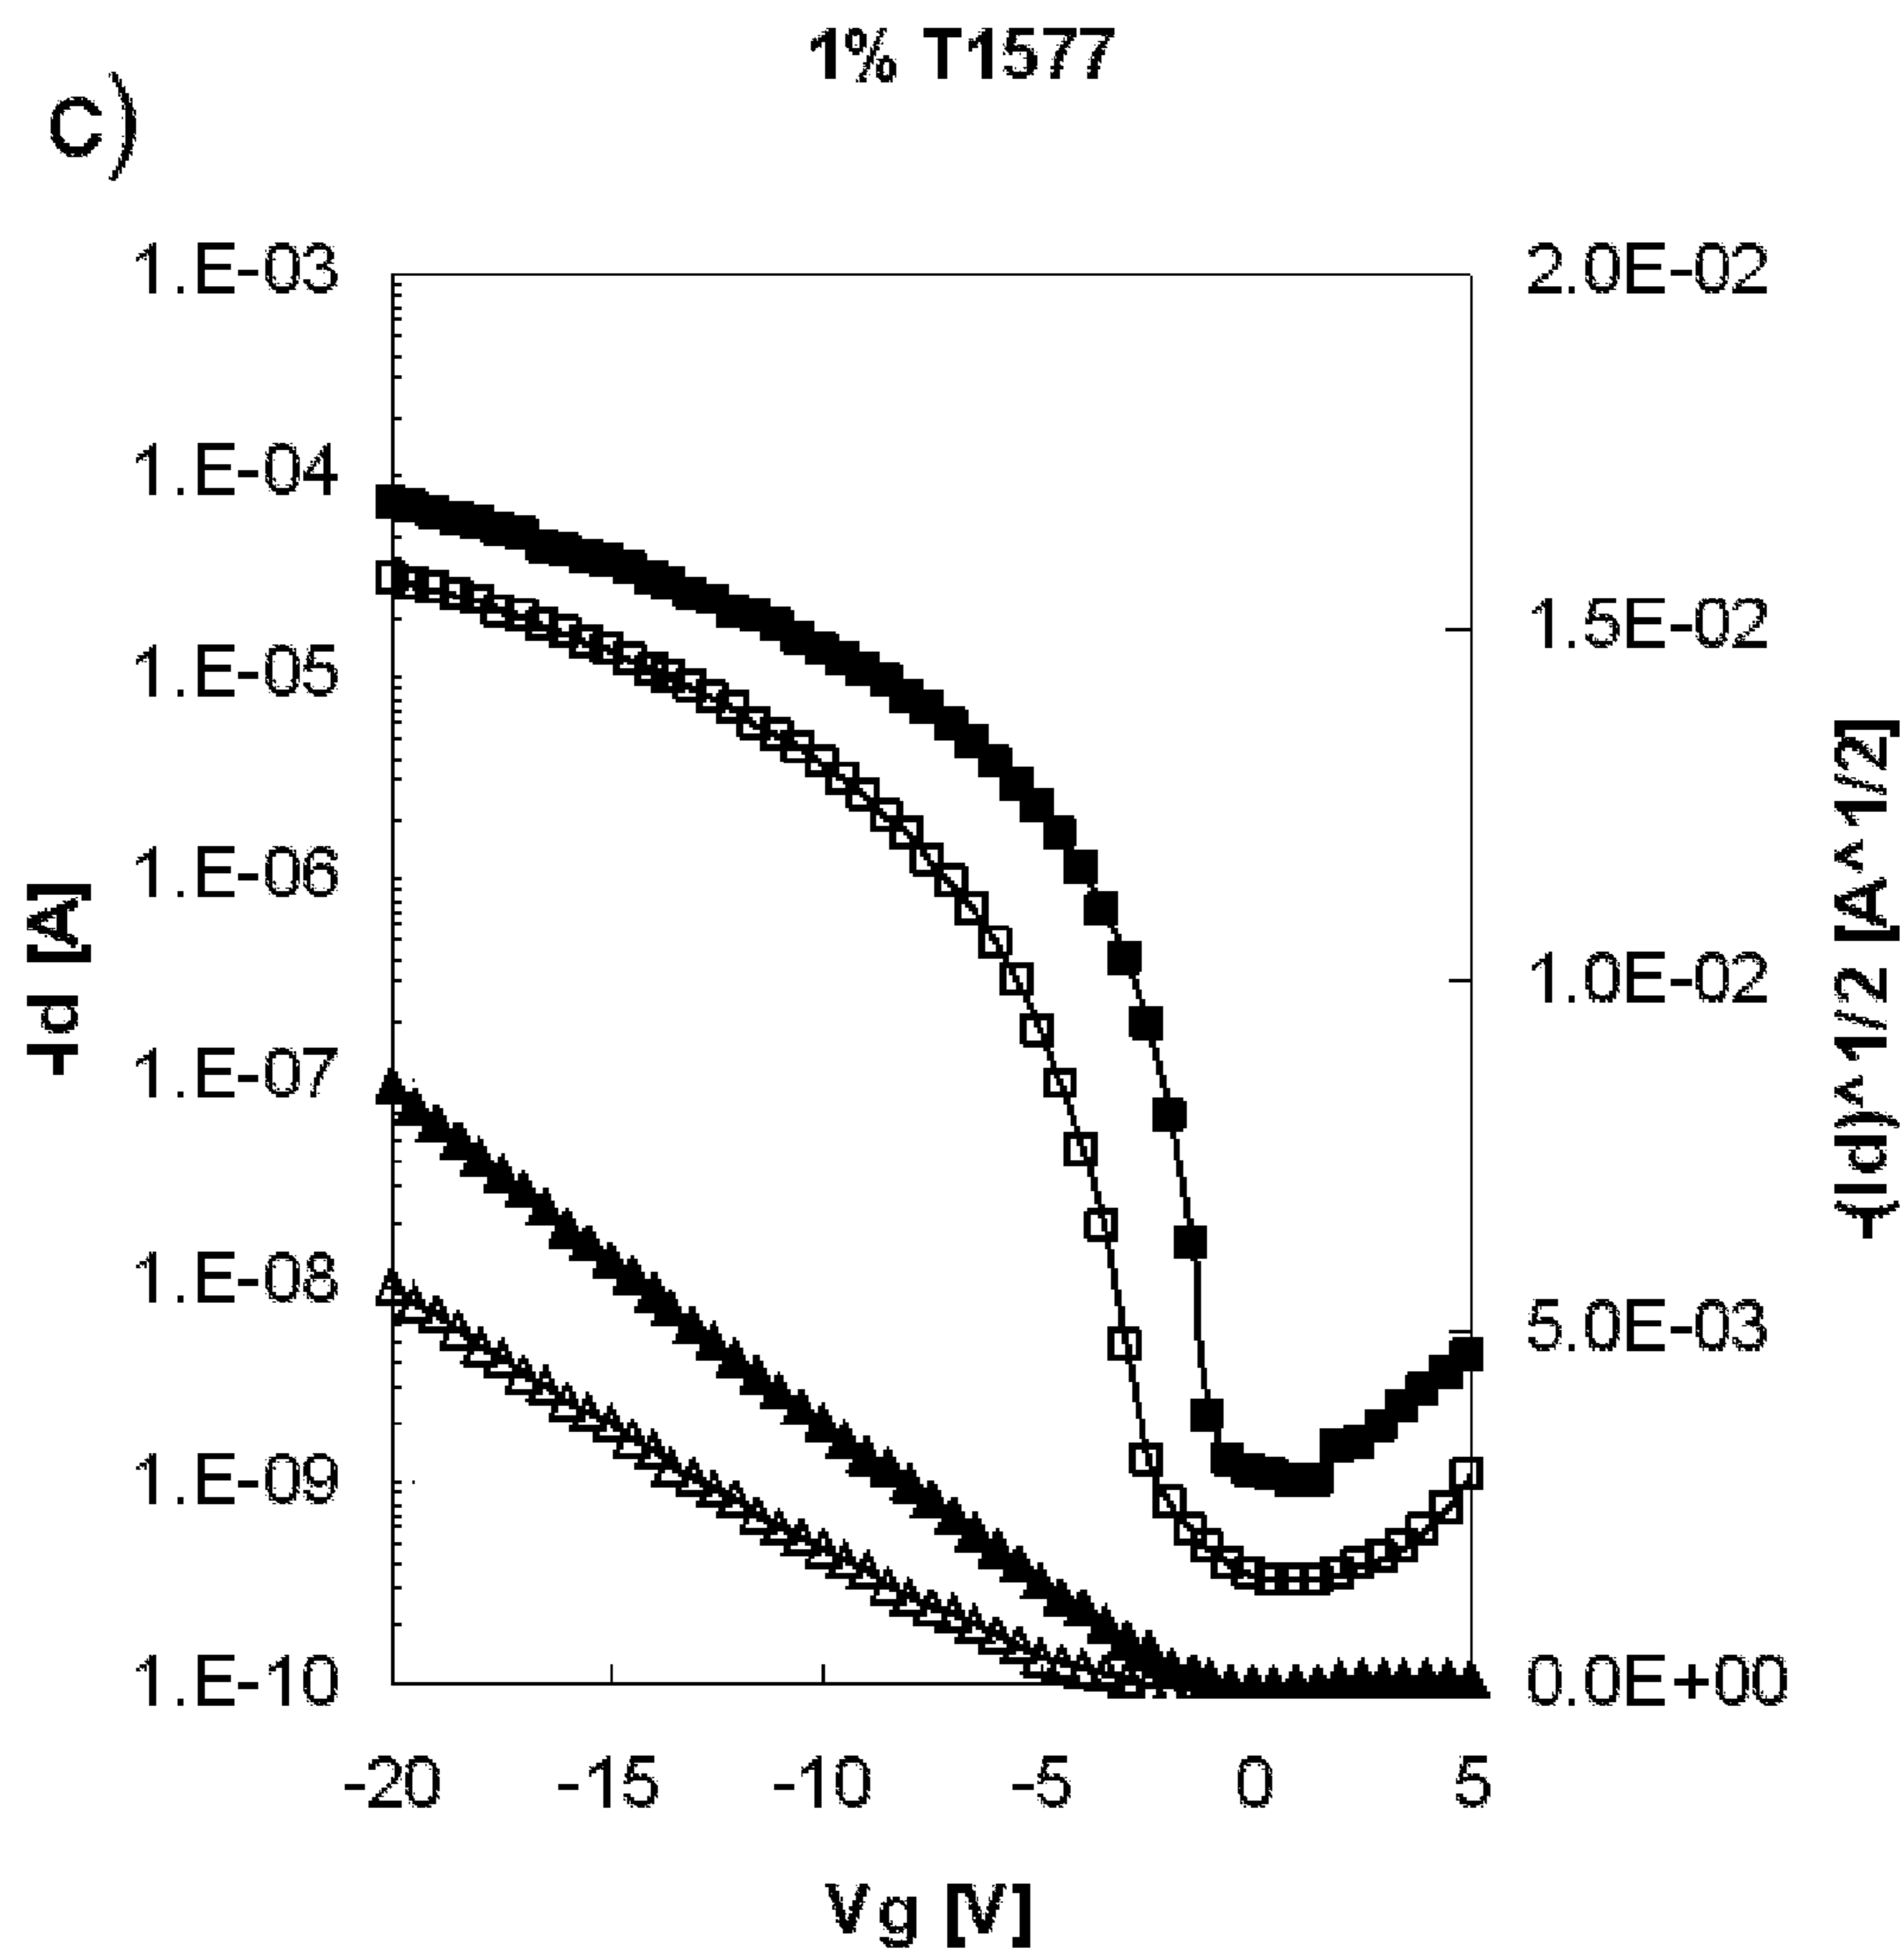 1% T1577
c)
1.E-03
1.E-04
1.E-05
1.E-06
1.E-07
1.E-08
1.E-09
1.E-10
-Id [A]
2.0E-02
1.5E-02
1.0E-02
5.0E-03
0.0E+00
-(Id)^1/2 [A^1/2]
-20 -15 -10 -5 0 5
Vg [V]